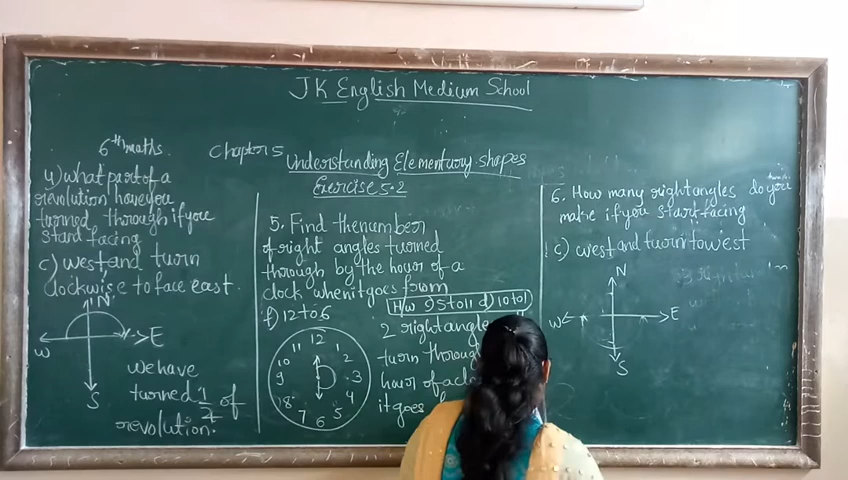 JK English Medium School
6th maths
Chapter 5 Understanding Elementary shapes
Exercise 5.2
4) what part of a
revolution have you
turned through if you
start facing
c) west and turn
clockwise to face east.
N
W E
S
we have
turned 1/2 of
revolution.
5. Find the number
of right angles turned
through by the hour of a
clock when it goes from
H/w c) 5 to 11 d) 10 to 1
f) 12 to 6
12
11 1
10 2
9 3
8 4
7 6 5
2 right angle
turn through
hour of a
it goes
6. How many right angles do you
make if you start facing
c) west and turn to west
N
W E
S